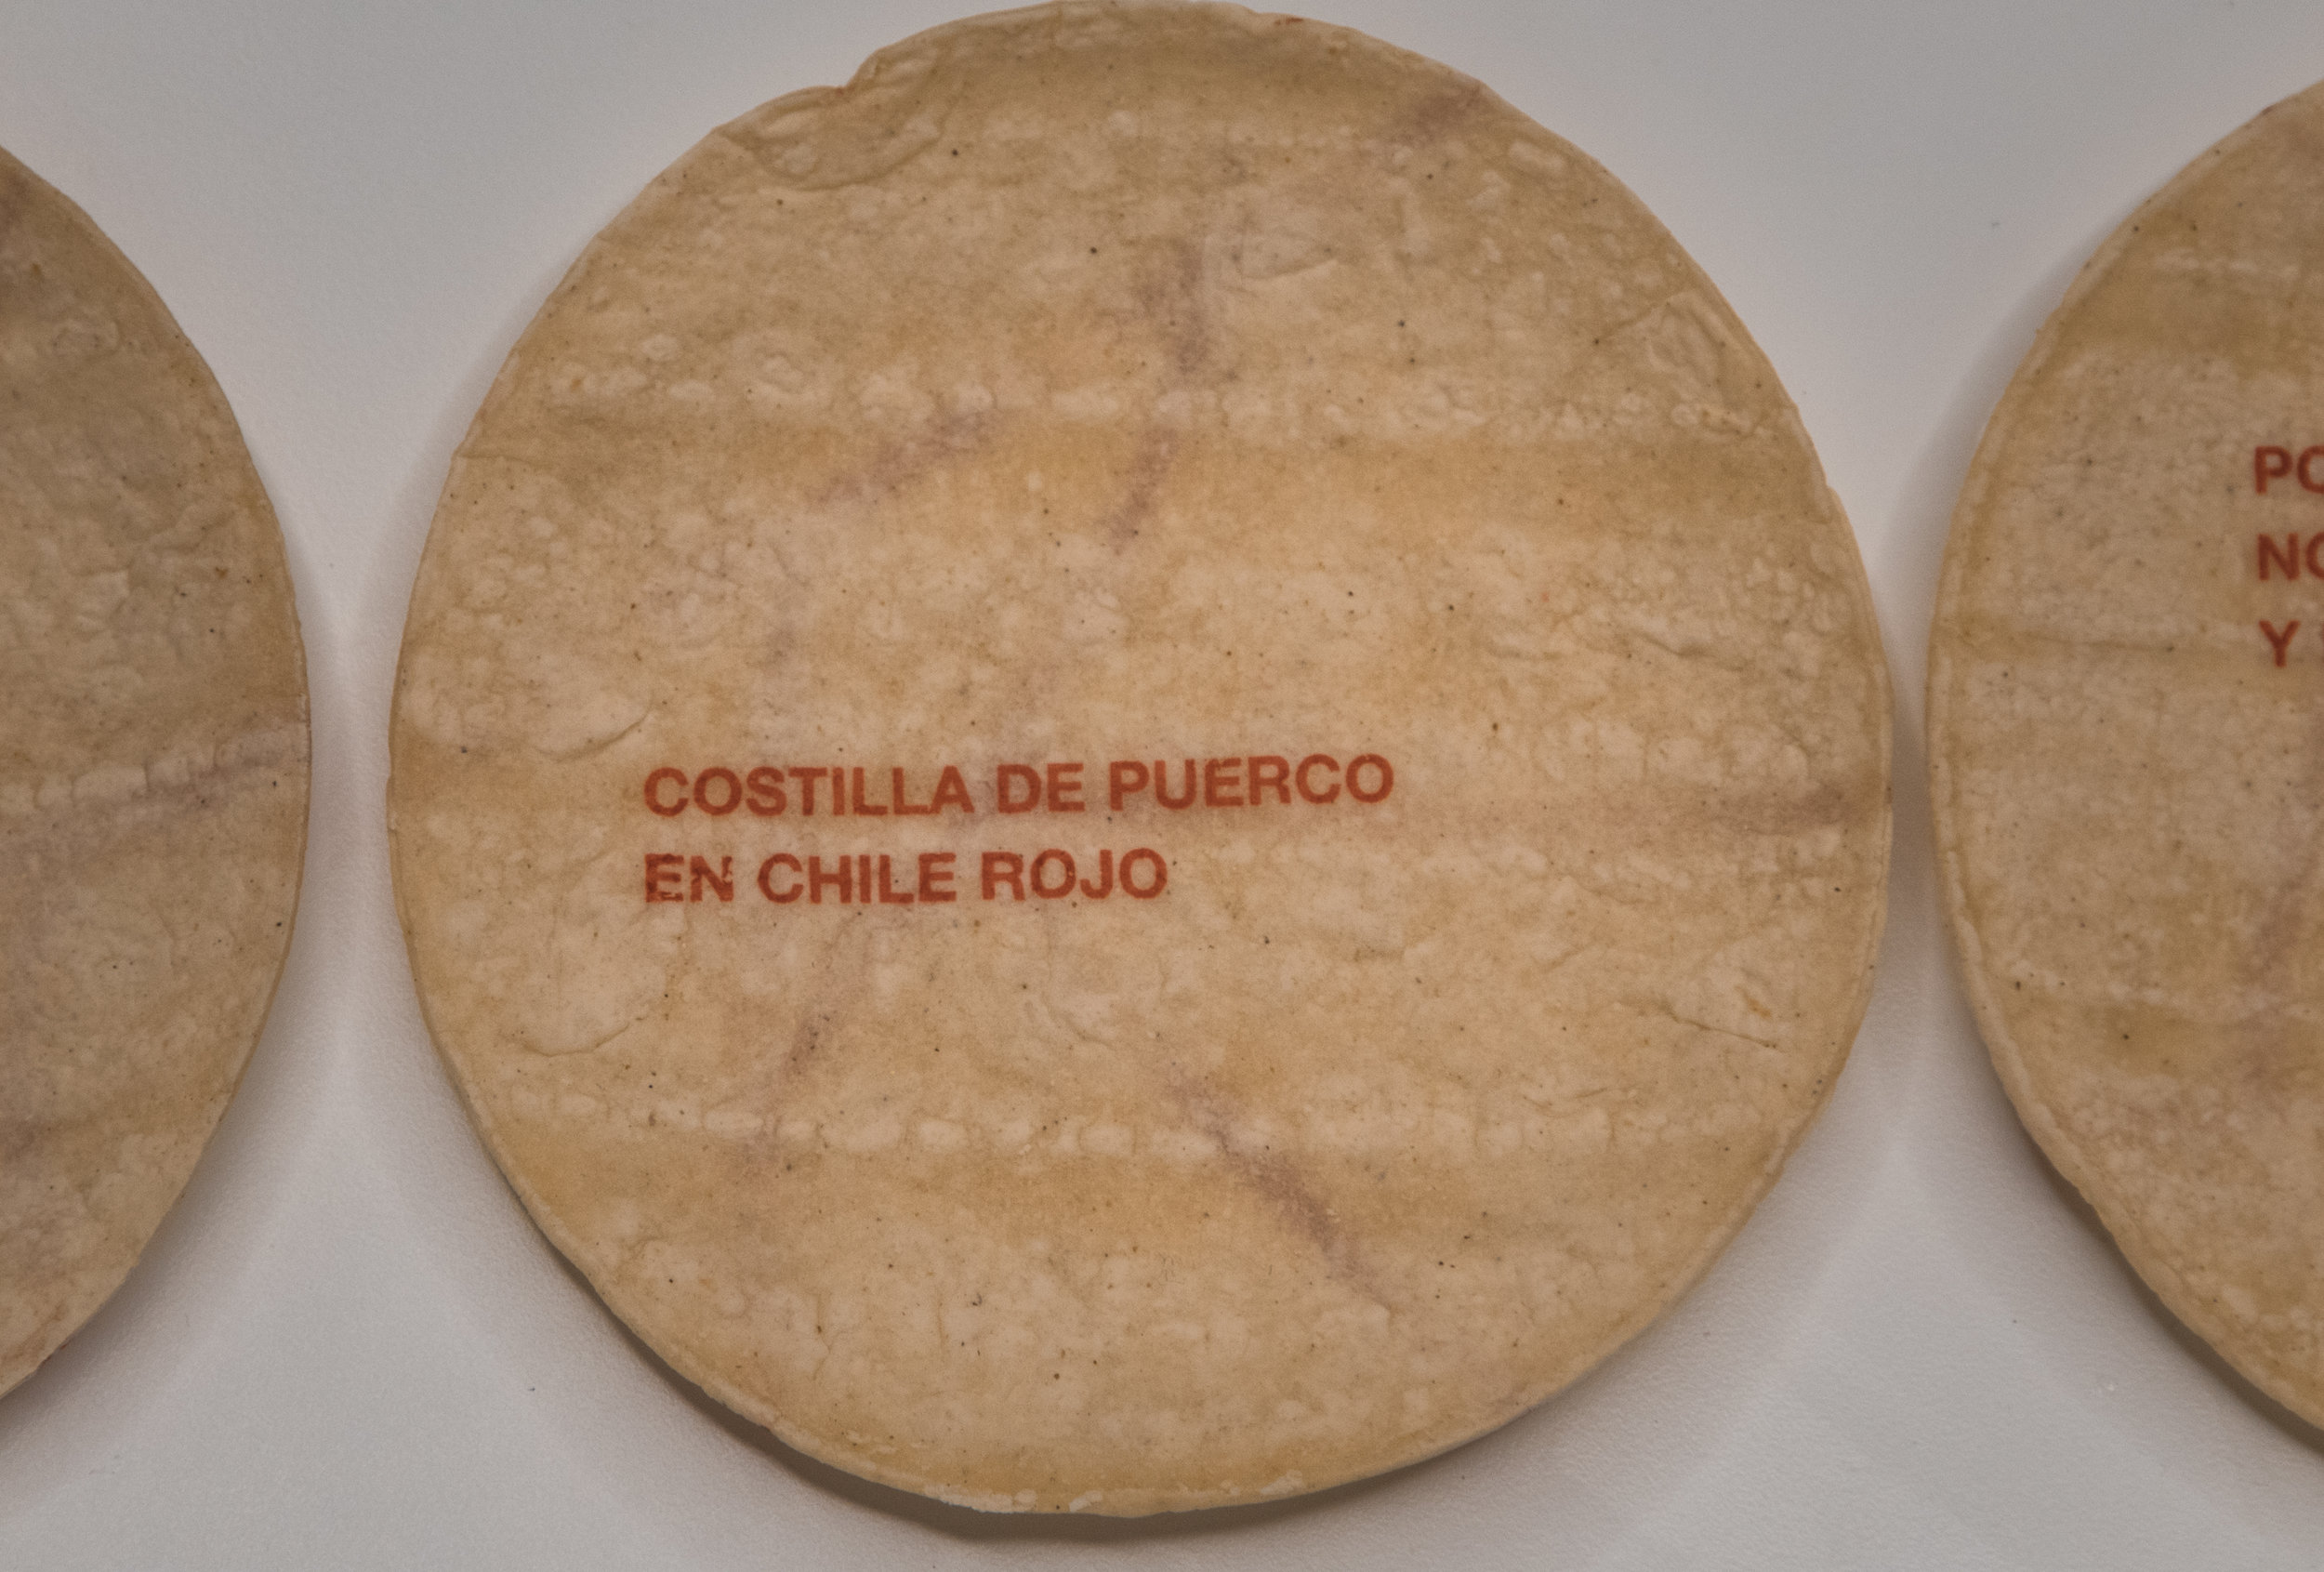 COSTILLA DE PUERCO
EN CHILE ROJO
Y